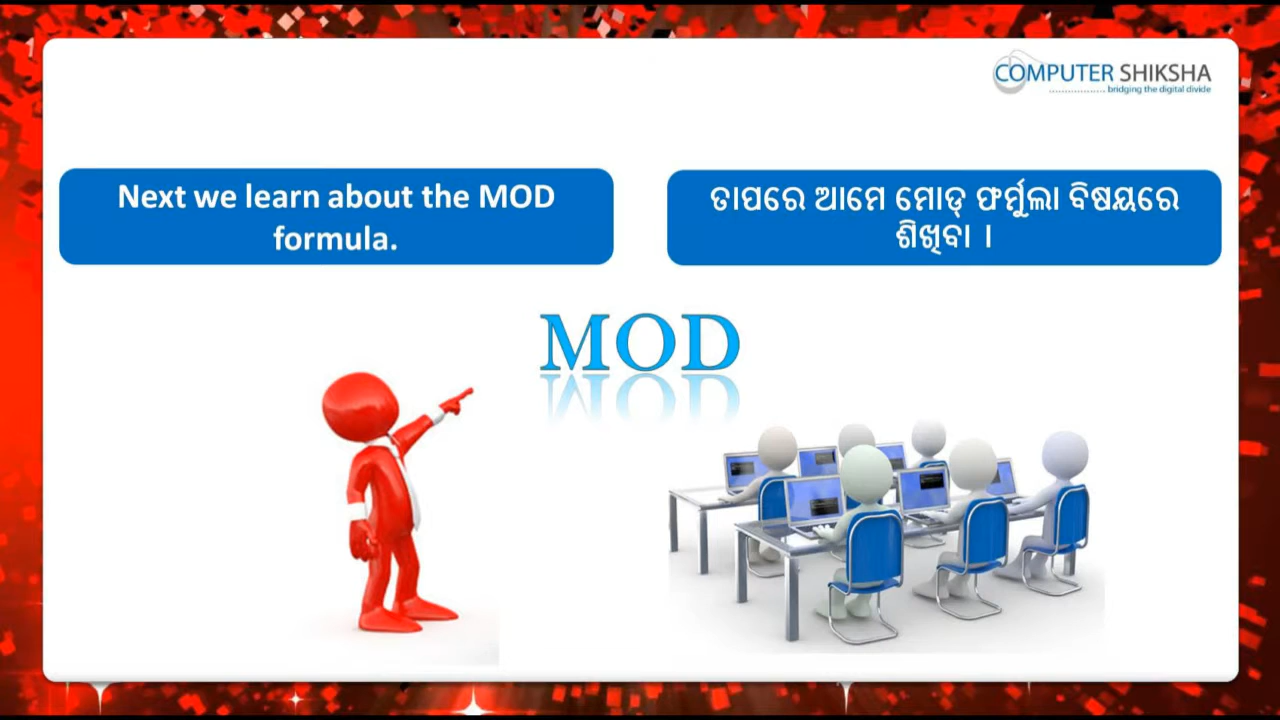 COMPUTER SHIKSHA
bridging the digital divide
Next we learn about the MOD
formula.
ତାପରେ ଆମେ ମୋଡ୍ ଫର୍ମୁଲା ବିଷୟରେ
ଶିଖିବା ।
MOD